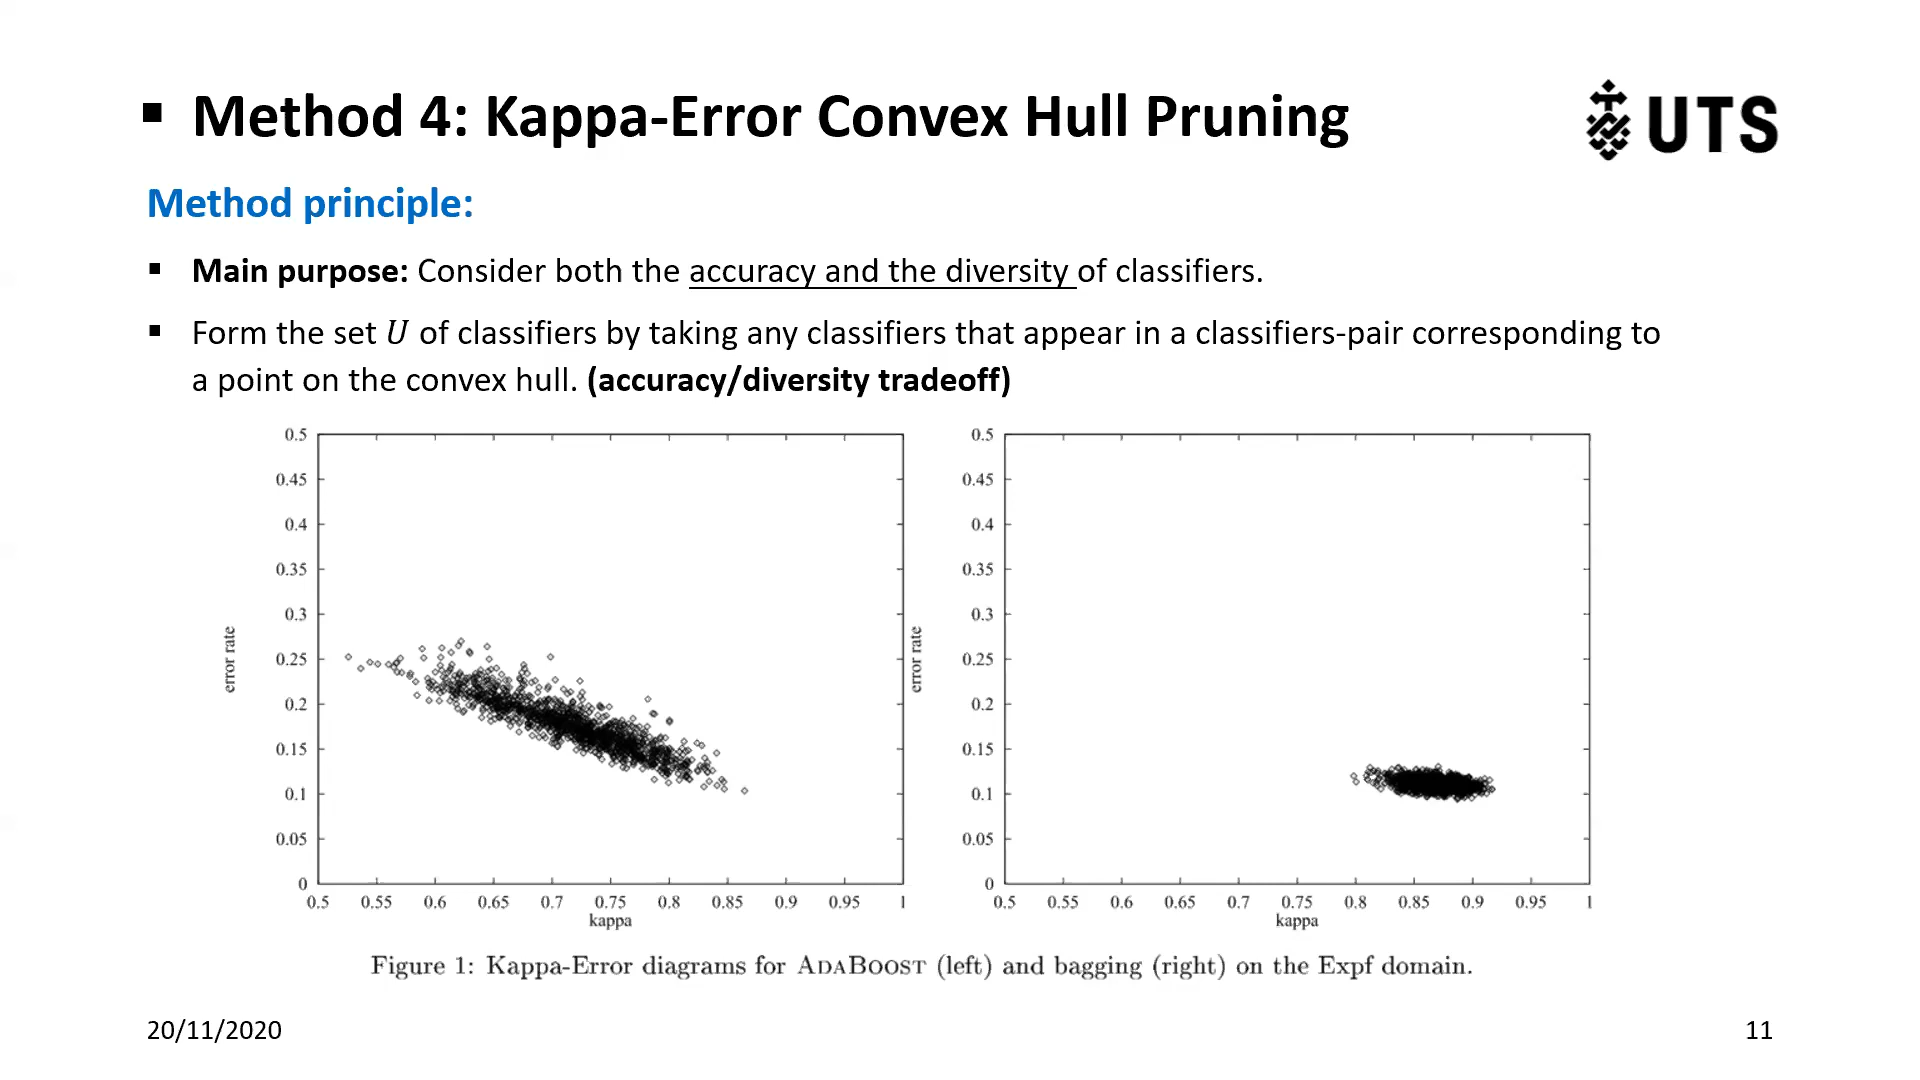 ▪ Method 4: Kappa-Error Convex Hull Pruning
UTS
Method principle:
▪ Main purpose: Consider both the accuracy and the diversity of classifiers.
▪ Form the set U of classifiers by taking any classifiers that appear in a classifiers-pair corresponding to
a point on the convex hull. (accuracy/diversity tradeoff)
0.5
0.45
0.4
0.35
0.3
0.25
0.2
0.15
0.1
0.05
0
error rate
0.5 0.55 0.6 0.65 0.7 0.75 0.8 0.85 0.9 0.95 1
kappa
0.5
0.45
0.4
0.35
0.3
0.25
0.2
0.15
0.1
0.05
0
error rate
0.5 0.55 0.6 0.65 0.7 0.75 0.8 0.85 0.9 0.95 1
kappa
Figure 1: Kappa-Error diagrams for ADABOOST (left) and bagging (right) on the Expf domain.
20/11/2020
11